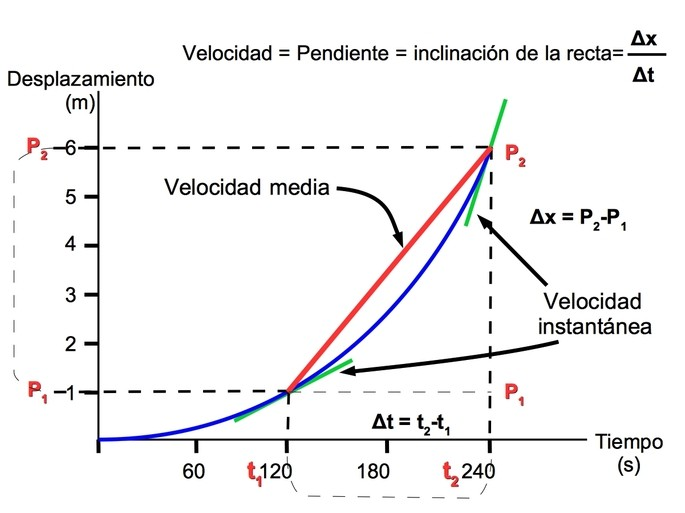 Velocidad = Pendiente = inclinación de la recta= Δx
Δt
Desplazamiento
(m)
P2 6 P2
5
Velocidad media
Δx = P2-P1
4
3
Velocidad
instantánea
2
P1 1 P1
Δt = t2-t1
Tiempo
(s)
60 t1 120 180 t2 240